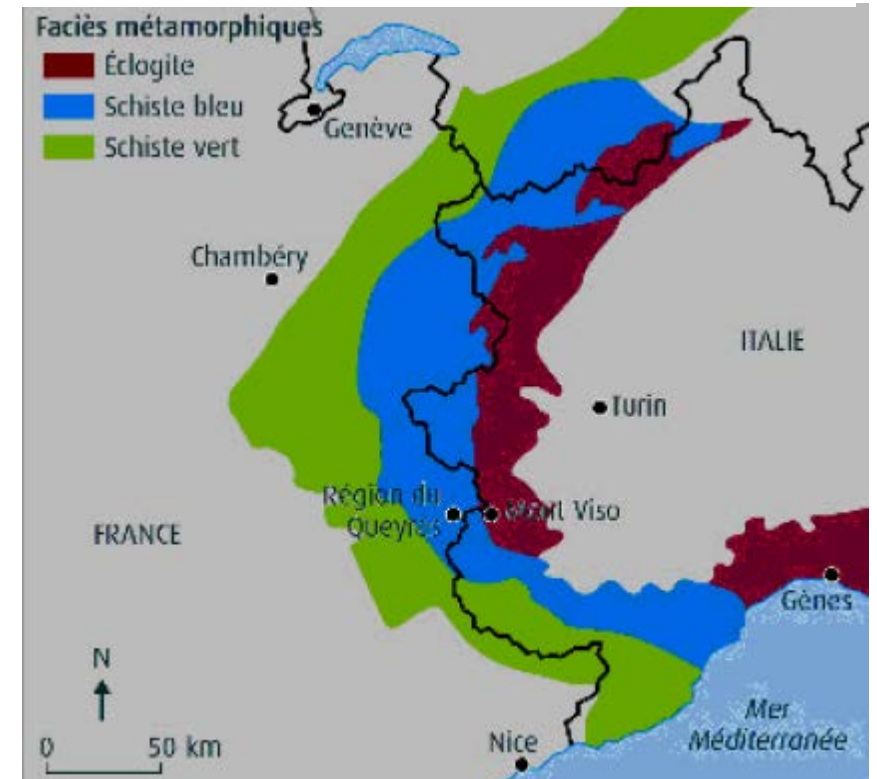 Faciès métamorphiques
Éclogite
Schiste bleu
Schiste vert
Genève
Chambéry
ITALIE
Turin
Région du
Queyras
Mont Viso
FRANCE
Gènes
N
0 50 km
Nice
Mer
Méditerranée